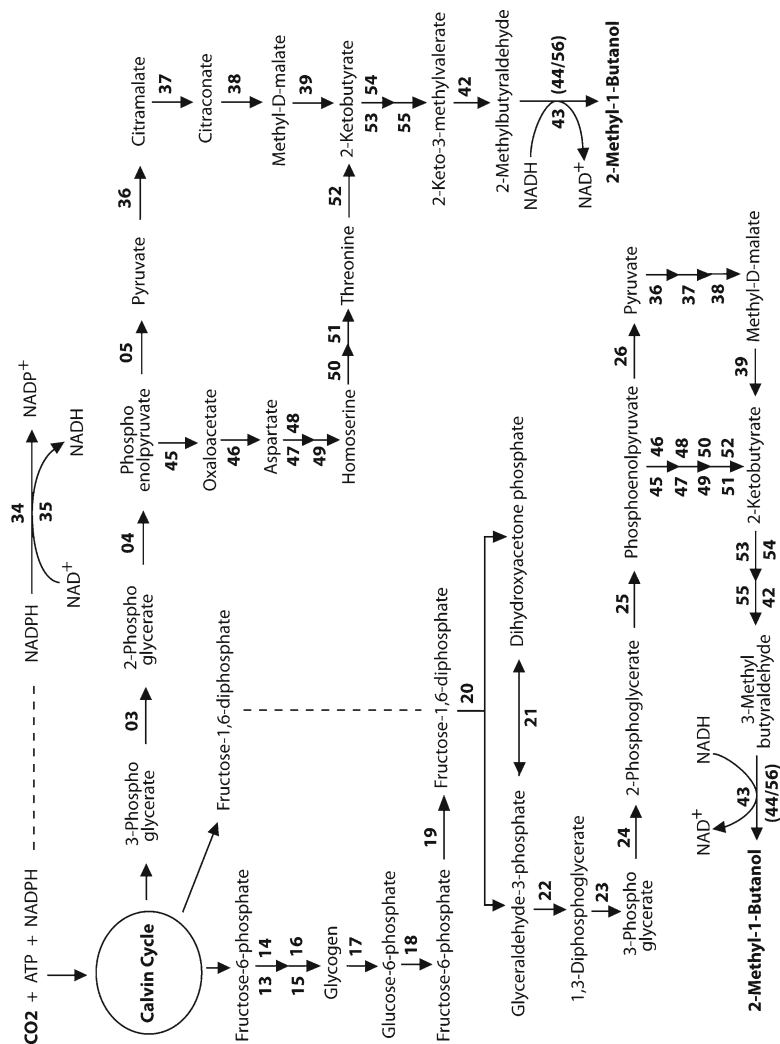 CO2 + ATP + NADPH
NADPH
34
NADP+
35
NAD+
NADH
Calvin Cycle
3-Phospho
glycerate
03
2-Phospho
glycerate
04
Phospho
enolpyruvate
05
Pyruvate
36
Citramalate
37
Citraconate
38
Methyl-D-malate
39
2-Ketobutyrate
53 54
55
2-Keto-3-methylvalerate
42
2-Methylbutyraldehyde
NADH
43 (44/56)
NAD+
2-Methyl-1-Butanol
45
Oxaloacetate
46
Aspartate
47 48
49
Homoserine
50 51
Threonine
52
Fructose-1,6-diphosphate
Fructose-6-phosphate
13 14
15 16
Glycogen
17
Glucose-6-phosphate
18
Fructose-6-phosphate
19
Fructose-1,6-diphosphate
20
Glyceraldehyde-3-phosphate
21
Dihydroxyacetone phosphate
22
1,3-Diphosphoglycerate
23
3-Phospho
glycerate
24
2-Phosphoglycerate
25
Phosphoenolpyruvate
26
Pyruvate
36
37
38
Methyl-D-malate
39
45 46
47 48
49 50
51 52
2-Ketobutyrate
53
54
55
42
3-Methyl
butyraldehyde
NADH
43
(44/56)
NAD+
2-Methyl-1-Butanol